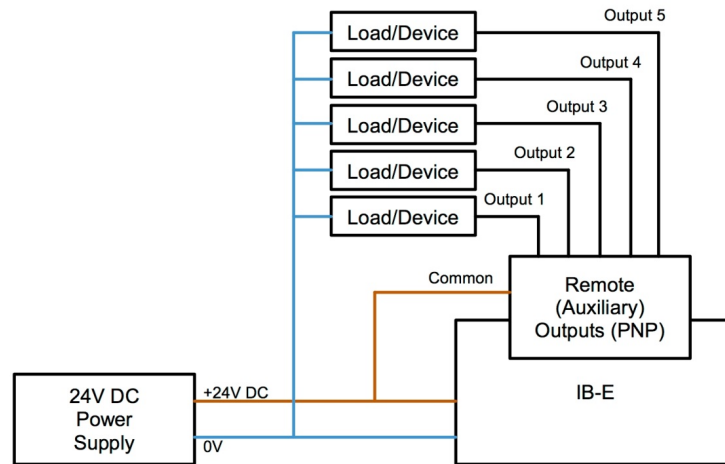 Output 5
Load/Device
Output 4
Load/Device
Output 3
Load/Device
Output 2
Load/Device
Output 1
Load/Device
Common
Remote
(Auxiliary)
Outputs (PNP)
+24V DC
IB-E
24V DC
Power
Supply
0V